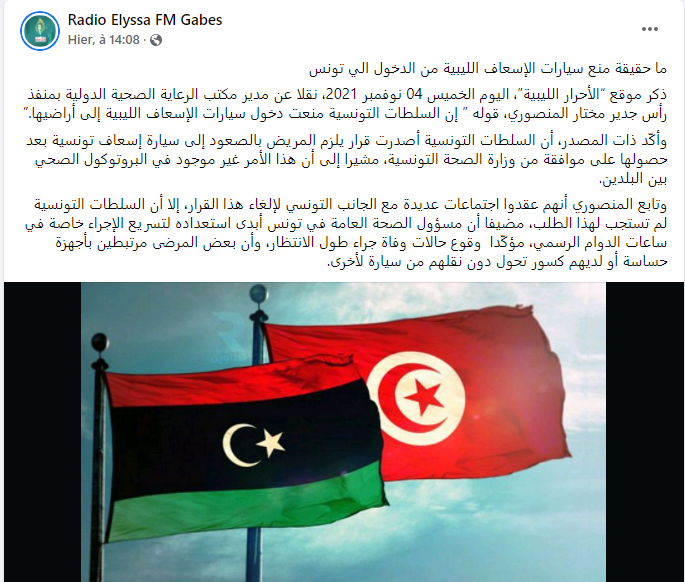 Radio Elyssa FM Gabes
Hier, à 14:08
ما حقيقة منع سيارات الإسعاف الليبية من الدخول الي تونس
ذكر موقع “الأحرار الليبية”، اليوم الخميس 04 نوفمبر 2021، نقلا عن مدير مكتب الرعاية الصحية الدولية بمنفذ
رأس جدير مختار المنصوري، قوله ” إن السلطات التونسية منعت دخول سيارات الإسعاف الليبية إلى أراضيها.“
وأكّد ذات المصدر، أن السلطات التونسية أصدرت قرار يلزم المريض بالصعود إلى سيارة إسعاف تونسية بعد
حصولها على موافقة من وزارة الصحة التونسية، مشيرا إلى أن هذا الأمر غير موجود في البروتوكول الصحي
بين البلدين.
وتابع المنصوري أنهم عقدوا اجتماعات عديدة مع الجانب التونسي لإلغاء هذا القرار، إلا أن السلطات التونسية
لم تستجب لهذا الطلب، مضيفا أن مسؤول الصحة العامة في تونس أبدى استعداده لتسريع الإجراء خاصة في
ساعات الدوام الرسمي، مؤكّدا وقوع حالات وفاة جراء طول الانتظار، وأن بعض المرضى مرتبطين بأجهزة
حساسة أو لديهم كسور تحول دون نقلهم من سيارة لأخرى.